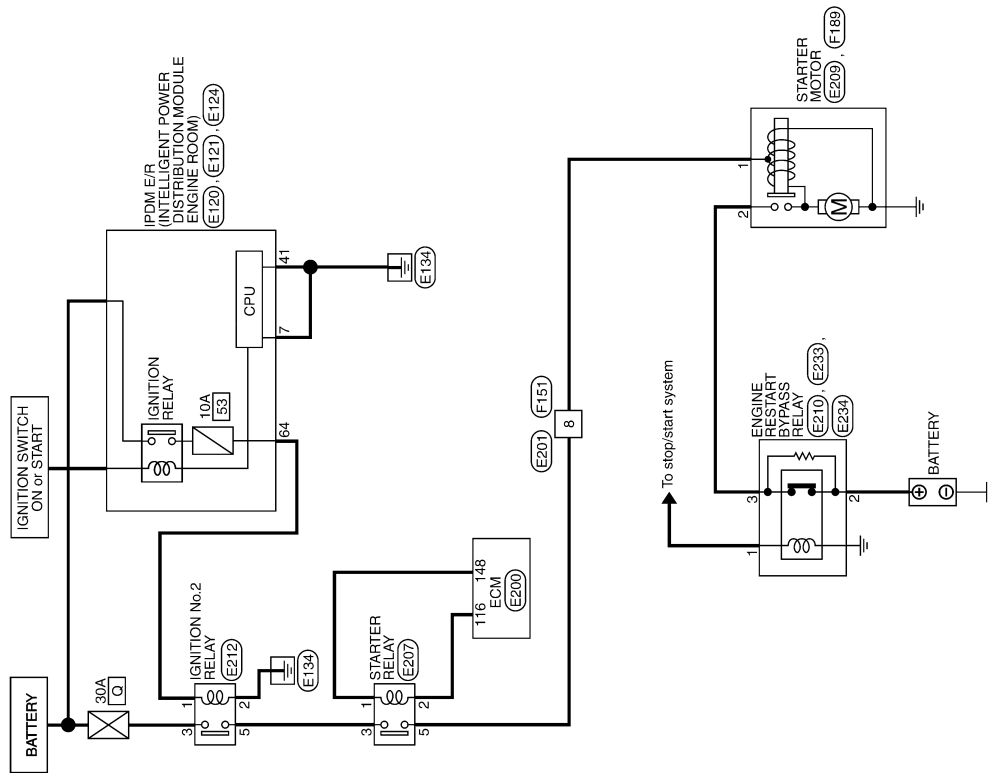 BATTERY
30A
Q
IGNITION SWITCH
ON or START
IPDM E/R
(INTELLIGENT POWER
DISTRIBUTION MODULE
ENGINE ROOM)
E120 , E121 , E124
IGNITION
RELAY
10A
53
CPU
64
7
41
E134
IGNITION No.2
RELAY
E212
1
2
3
5
E134
STARTER
RELAY
E207
1
2
3
5
148
116
ECM
E200
E201
F151
8
To stop/start system
ENGINE
RESTART
BYPASS
RELAY
E210 , E233 ,
E234
1
3
2
BATTERY
STARTER
MOTOR
E209 , F189
1
2
M